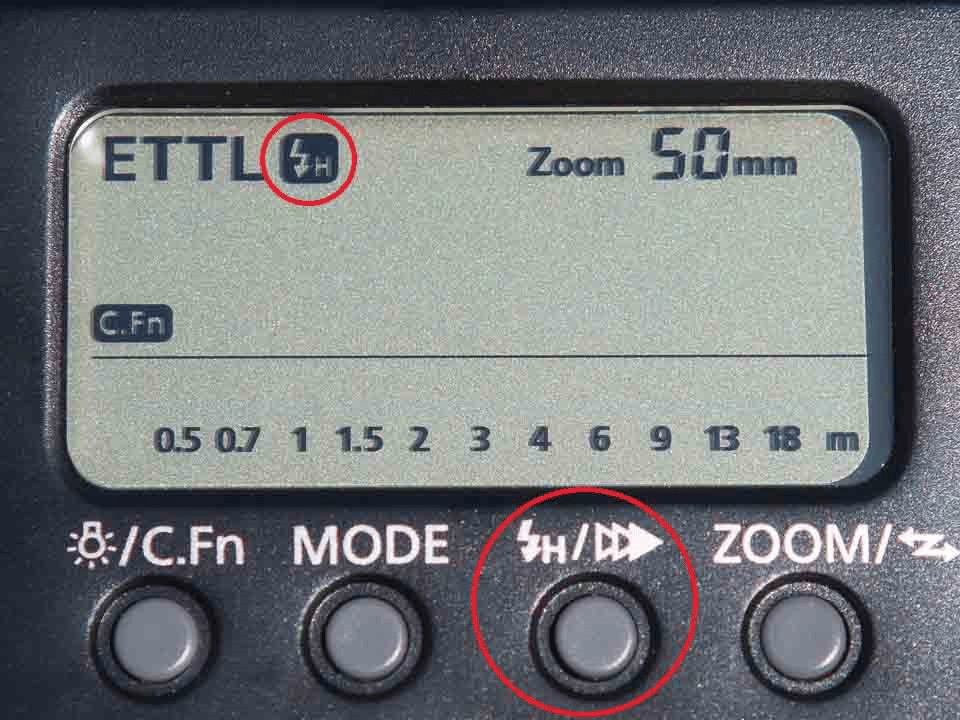 ETTL ⚡H Zoom 50mm
C.Fn
0.5 0.7 1 1.5 2 3 4 6 9 13 18 m
/C.Fn MODE ⚡H/ ZOOM/